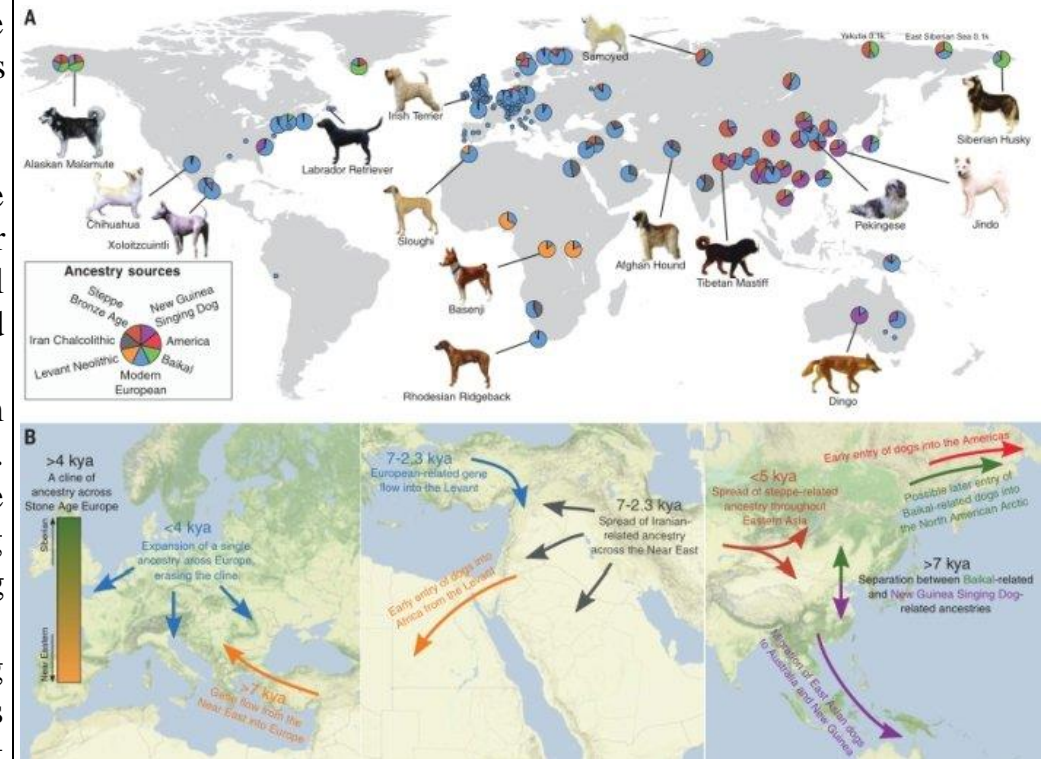 A
Yakutia 0.1k
East Siberian Sea 0.1k
Samoyed
Irish Terrier
Siberian Husky
Alaskan Malamute
Labrador Retriever
Chihuahua
Xoloitzcuintli
Sloughi
Pekingese
Jindo
Afghan Hound
Tibetan Mastiff
Basenji
Rhodesian Ridgeback
Dingo
Ancestry sources
Steppe
Bronze Age
New Guinea
Singing Dog
Iran Chalcolithic
America
Levant Neolithic
Baikal
Modern
European
B
>4 kya
A cline of
ancestry across
Stone Age Europe
Siberian
Near Eastern
<4 kya
Expansion of a single
ancestry aross Europe,
erasing the cline.
>7 kya
Gene flow from the
Near East into Europe
7-2.3 kya
European-related gene
flow into the Levant
7-2.3 kya
Spread of Iranian-
related ancestry
across the Near East
Early entry of dogs into
Africa from the Levant
Early entry of dogs into the Americas
<5 kya
Spread of steppe-related
ancestry throughout
Eastern Asia
Possible later entry of
Baikal-related dogs into
the North American Arctic
>7 kya
Separation between Baikal-related
and New Guinea Singing Dog-
related ancestries
Migration of East Asian dogs
to Australia and New Guinea